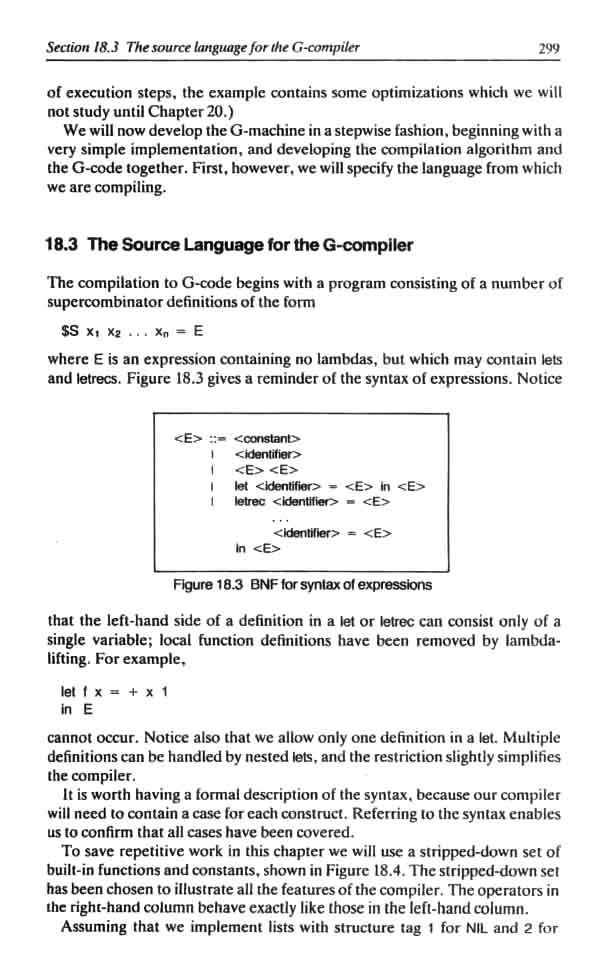 Section 18.3 The source language for the G-compiler 299
of execution steps, the example contains some optimizations which we will
not study until Chapter 20.)
We will now develop the G-machine in a stepwise fashion, beginning with a
very simple implementation, and developing the compilation algorithm and
the G-code together. First, however, we will specify the language from which
we are compiling.
18.3 The Source Language for the G-compiler
The compilation to G-code begins with a program consisting of a number of
supercombinator definitions of the form
$S x₁ x₂ ... xₙ = E
where E is an expression containing no lambdas, but which may contain lets
and letrecs. Figure 18.3 gives a reminder of the syntax of expressions. Notice
<E> ::= <constant>
| <identifier>
| <E> <E>
| let <identifier> = <E> in <E>
| letrec <identifier> = <E>
...
<identifier> = <E>
in <E>
Figure 18.3 BNF for syntax of expressions
that the left-hand side of a definition in a let or letrec can consist only of a
single variable; local function definitions have been removed by lambda-
lifting. For example,
let f x = + x 1
in E
cannot occur. Notice also that we allow only one definition in a let. Multiple
definitions can be handled by nested lets, and the restriction slightly simplifies
the compiler.
It is worth having a formal description of the syntax, because our compiler
will need to contain a case for each construct. Referring to the syntax enables
us to confirm that all cases have been covered.
To save repetitive work in this chapter we will use a stripped-down set of
built-in functions and constants, shown in Figure 18.4. The stripped-down set
has been chosen to illustrate all the features of the compiler. The operators in
the right-hand column behave exactly like those in the left-hand column.
Assuming that we implement lists with structure tag 1 for NIL and 2 for